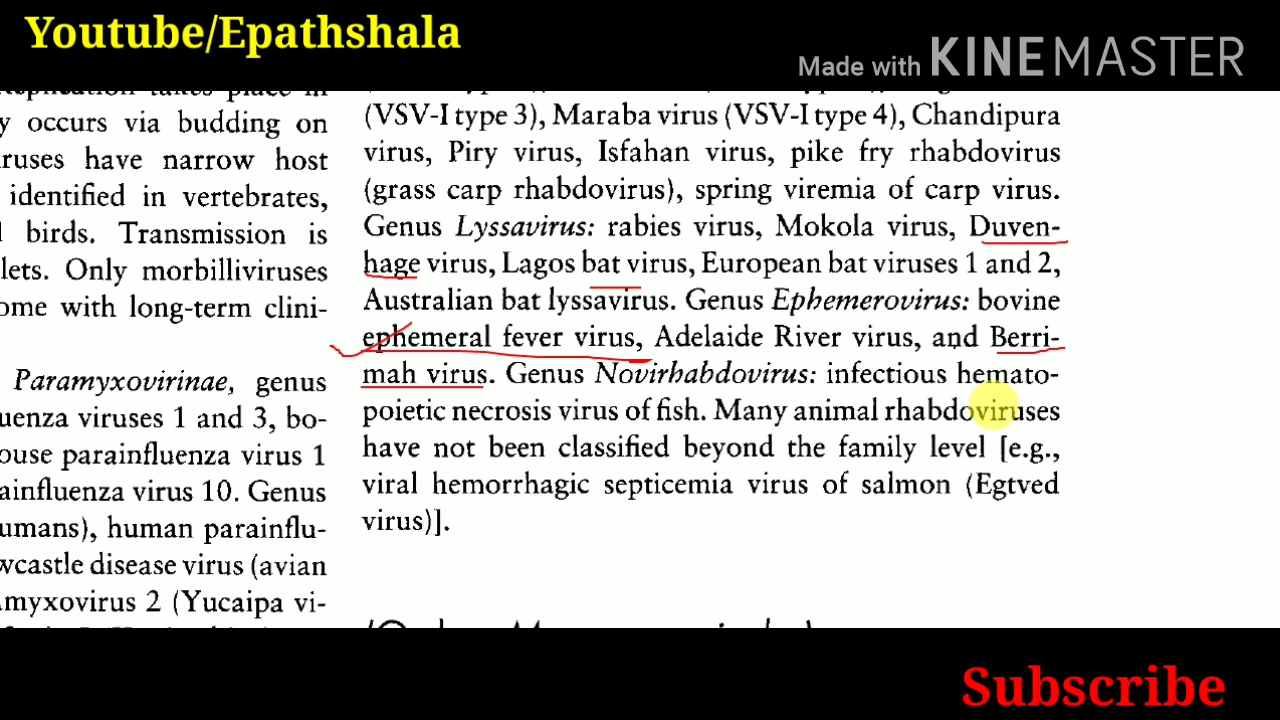 Youtube/Epathshala
Made with KINEMASTER
y occurs via budding on
ruses have narrow host
identified in vertebrates,
birds. Transmission is
lets. Only morbilliviruses
ome with long-term clini-
Paramyxovirinae, genus
uenza viruses 1 and 3, bo-
ouse parainfluenza virus 1
ainfluenza virus 10. Genus
umans), human parainflu-
wcastle disease virus (avian
myxovirus 2 (Yucaipa vi-
(VSV-I type 3), Maraba virus (VSV-I type 4), Chandipura
virus, Piry virus, Isfahan virus, pike fry rhabdovirus
(grass carp rhabdovirus), spring viremia of carp virus.
Genus Lyssavirus: rabies virus, Mokola virus, Duven-
hage virus, Lagos bat virus, European bat viruses 1 and 2,
Australian bat lyssavirus. Genus Ephemerovirus: bovine
ephemeral fever virus, Adelaide River virus, and Berri-
mah virus. Genus Novirhabdovirus: infectious hemato-
poietic necrosis virus of fish. Many animal rhabdoviruses
have not been classified beyond the family level [e.g.,
viral hemorrhagic septicemia virus of salmon (Egtved
virus)].
Subscribe